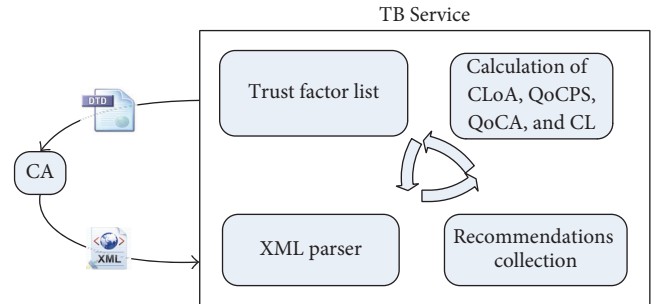 TB Service
Trust factor list
Calculation of
CLoA, QoCPS,
QoCA, and CL
DTD
CA
XML
XML parser
Recommendations
collection